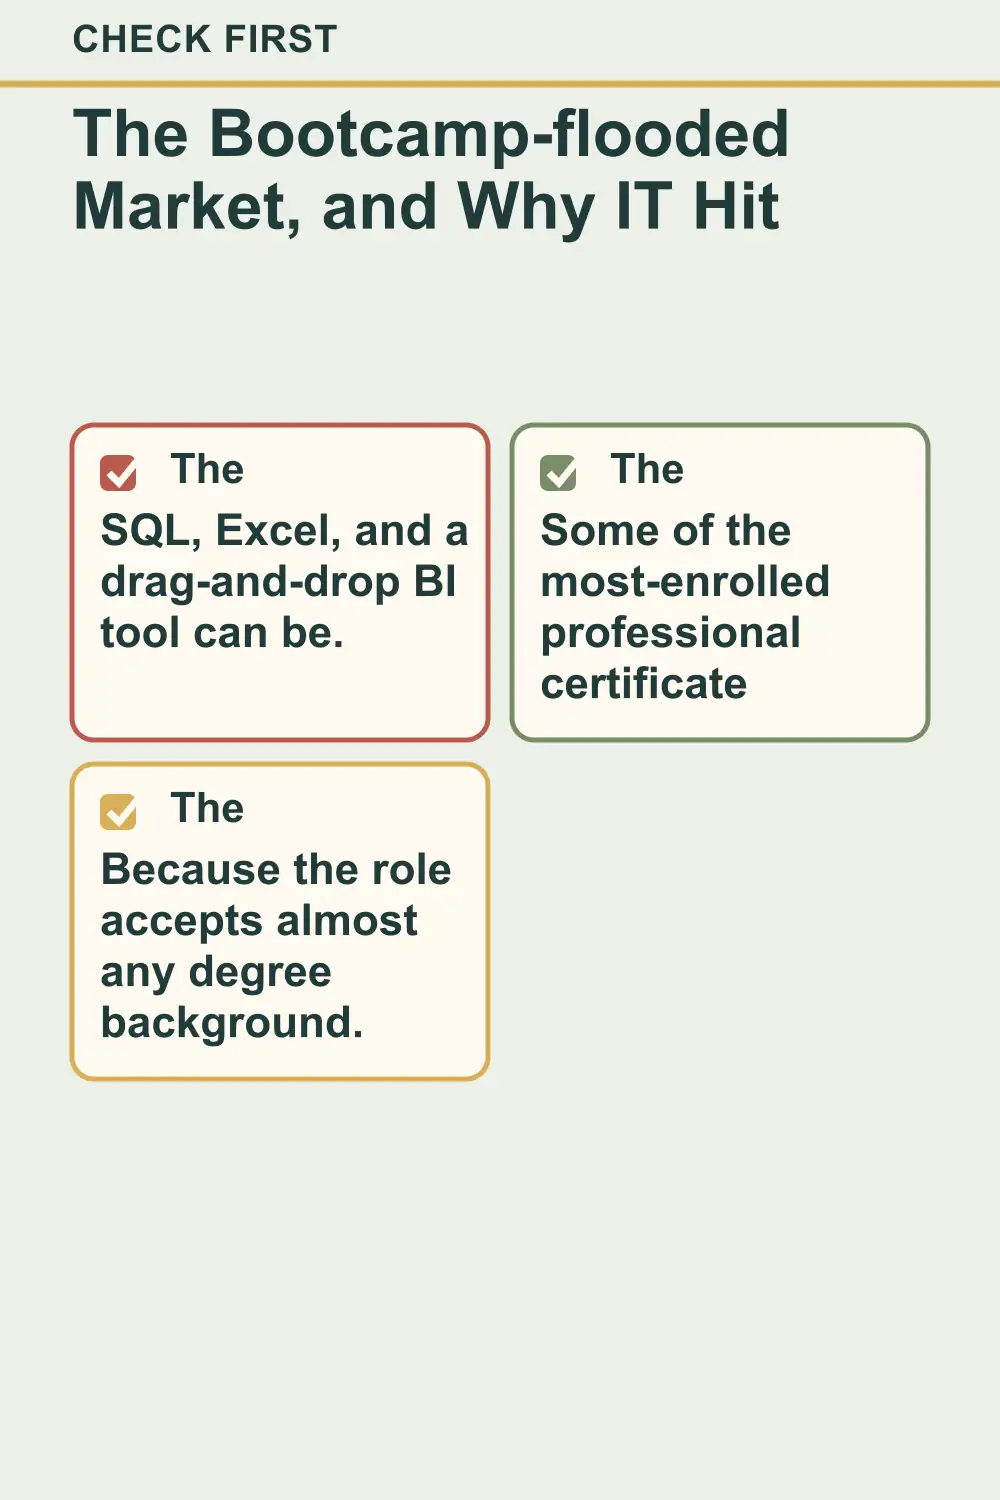 CHECK FIRST
The Bootcamp-flooded
Market, and Why IT Hit
The
SQL, Excel, and a
drag-and-drop BI
tool can be.
The
Some of the
most-enrolled
professional
certificate
The
Because the role
accepts almost
any degree
background.